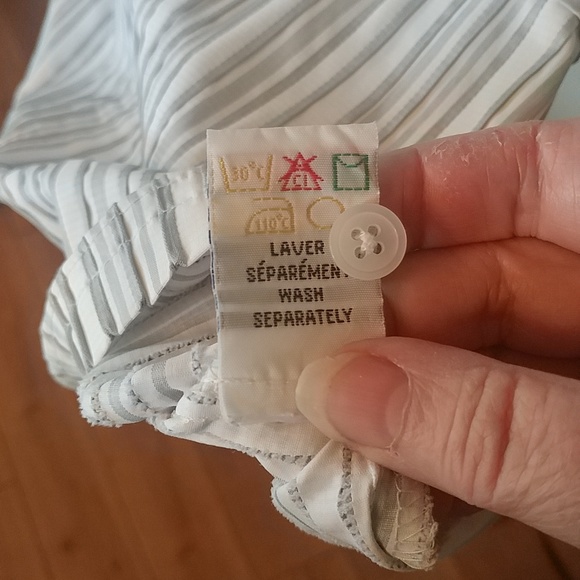 30°C CL
110°C
LAVER
SÉPARÉMENT
WASH
SEPARATELY